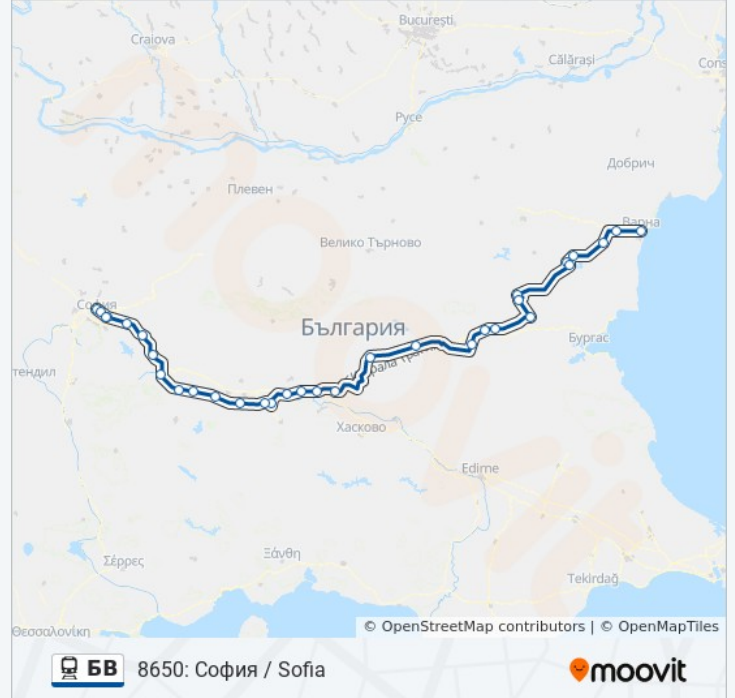 București
Craiova
Călărași
Cons
Русе
Добрич
Плевен
Варна
Велико Търново
София
България
Бургас
тендил
Хасково
Edirne
Ξάνθη
Σέρρες
Tekirdağ
Θεσσαλονίκη
© OpenStreetMap contributors | © OpenMapTiles
БВ 8650: София / Sofia
moovit